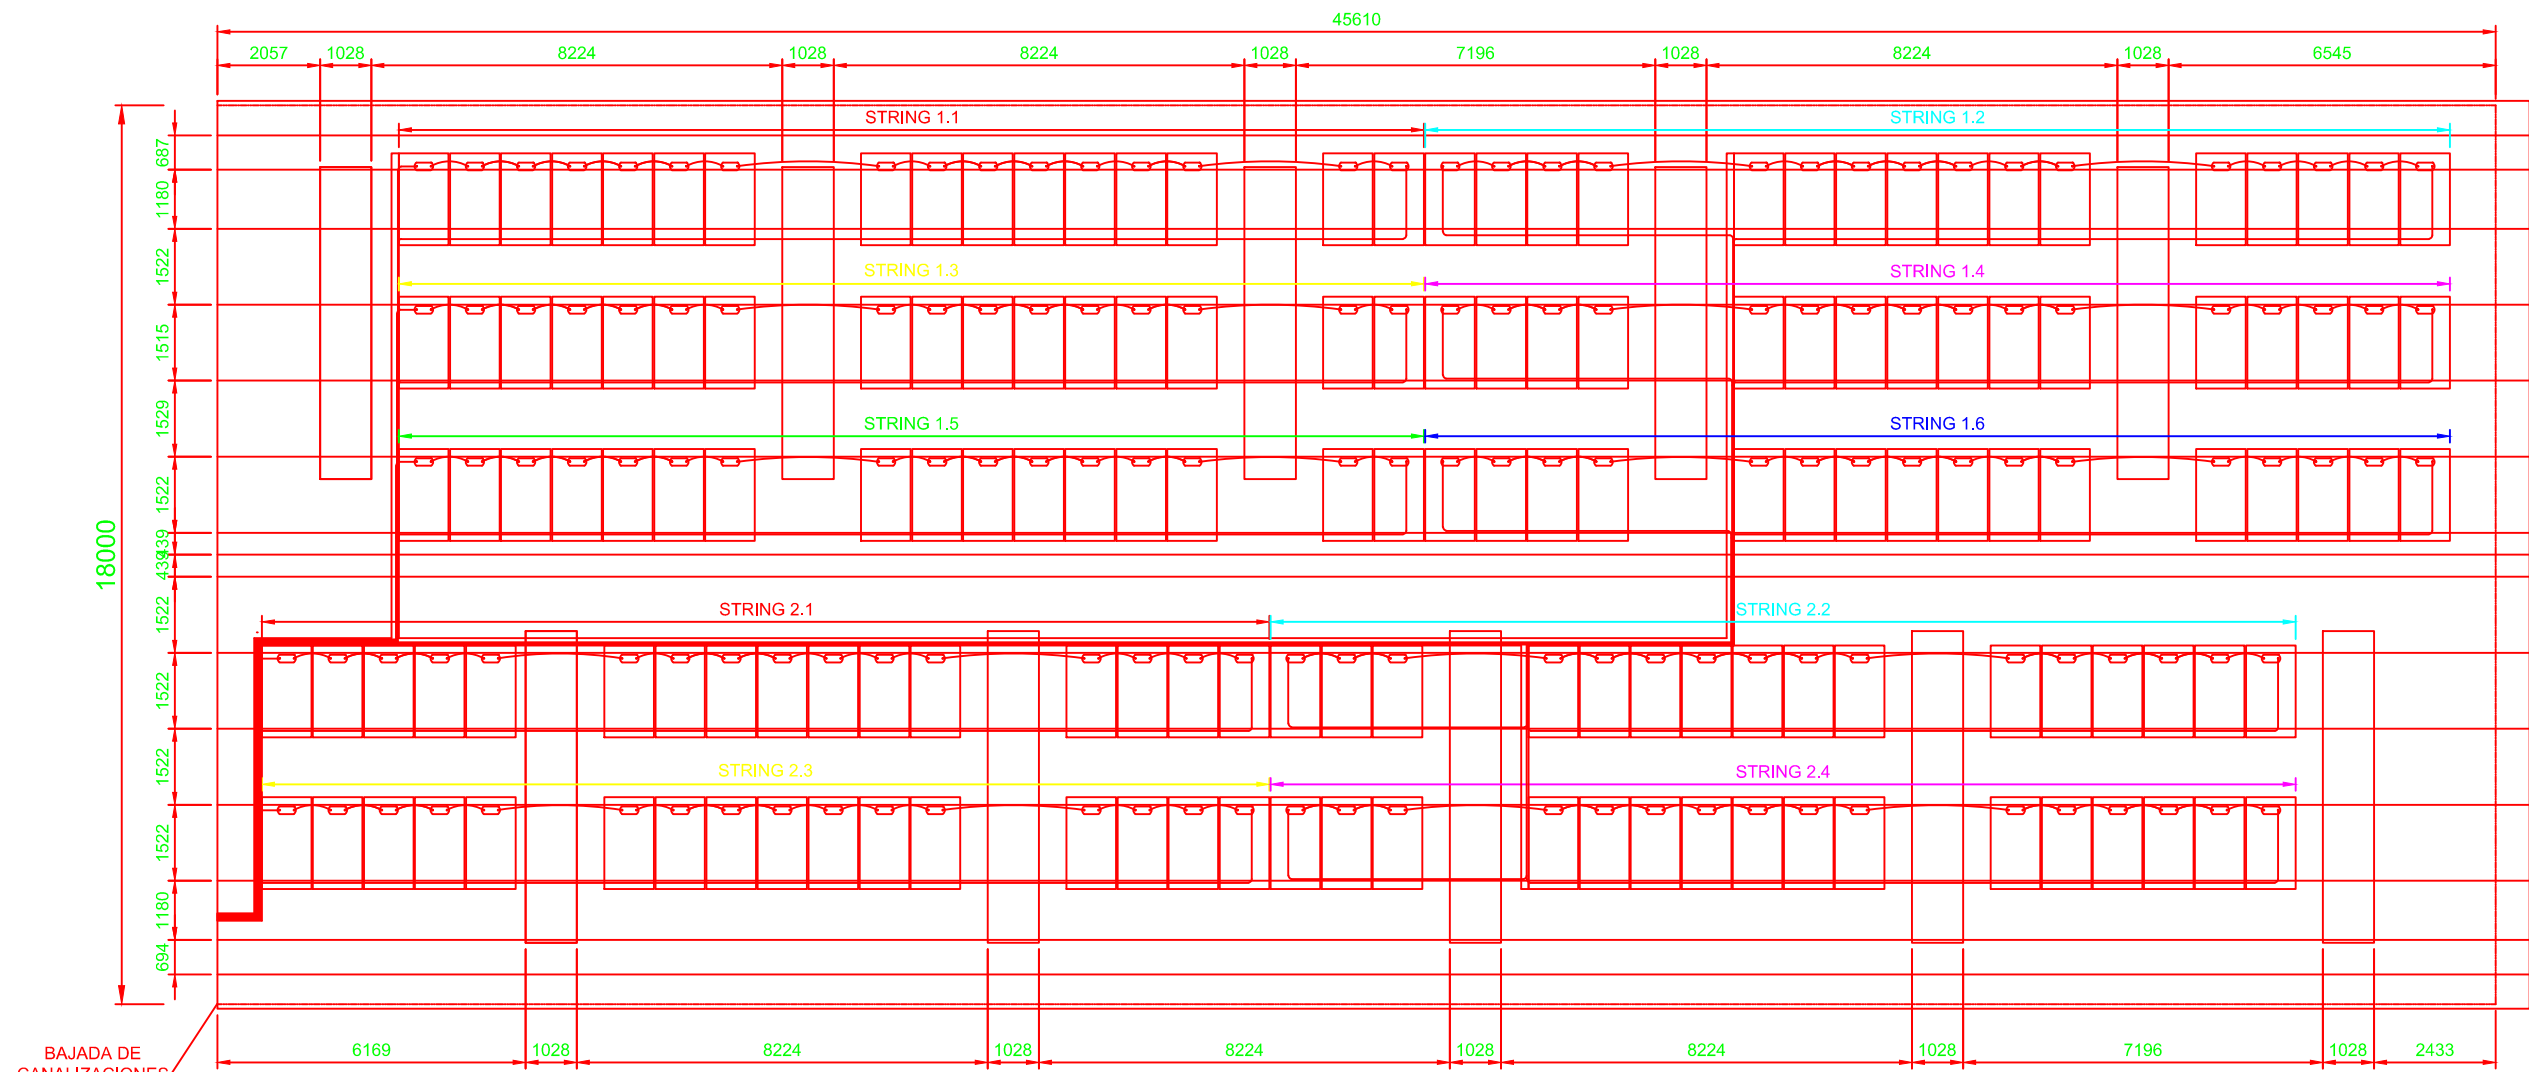 45610
2057 1028 8224 1028 8224 1028 7196 1028 8224 1028 6545
STRING 1.1 STRING 1.2
687
1180
1522
STRING 1.3 STRING 1.4
1515
1529
STRING 1.5 STRING 1.6
1522
439
439
18000
1522
STRING 2.1 STRING 2.2
1522
1522
STRING 2.3 STRING 2.4
1522
1180
694
6169 1028 8224 1028 8224 1028 8224 1028 7196 1028 2433
BAJADA DE
CANALIZACIONES